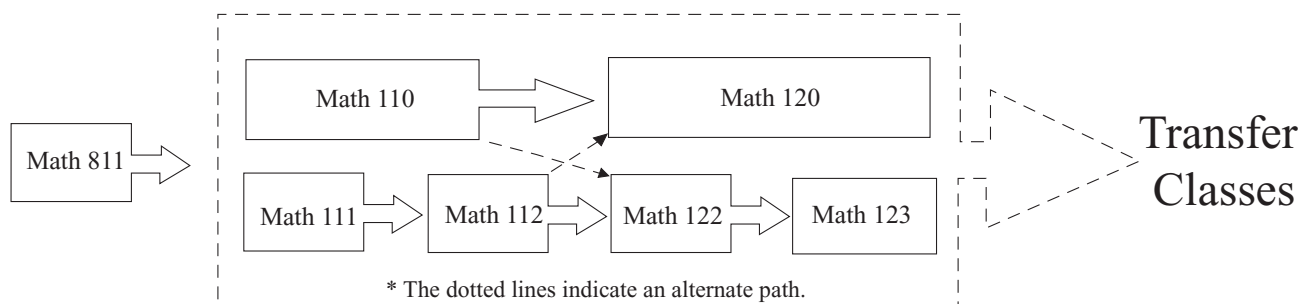 Math 110
Math 120
Math 811
Transfer
Classes
Math 111
Math 112
Math 122
Math 123
* The dotted lines indicate an alternate path.